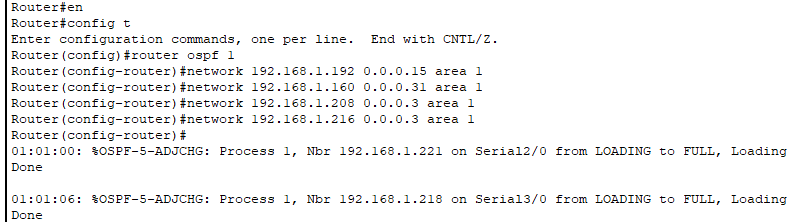 Router#en
Router#config t
Enter configuration commands, one per line.  End with CNTL/Z.
Router(config)#router ospf 1
Router(config-router)#network 192.168.1.192 0.0.0.15 area 1
Router(config-router)#network 192.168.1.160 0.0.0.31 area 1
Router(config-router)#network 192.168.1.208 0.0.0.3 area 1
Router(config-router)#network 192.168.1.216 0.0.0.3 area 1
Router(config-router)#
01:01:00: %OSPF-5-ADJCHG: Process 1, Nbr 192.168.1.221 on Serial2/0 from LOADING to FULL, Loading
Done
01:01:06: %OSPF-5-ADJCHG: Process 1, Nbr 192.168.1.218 on Serial3/0 from LOADING to FULL, Loading
Done